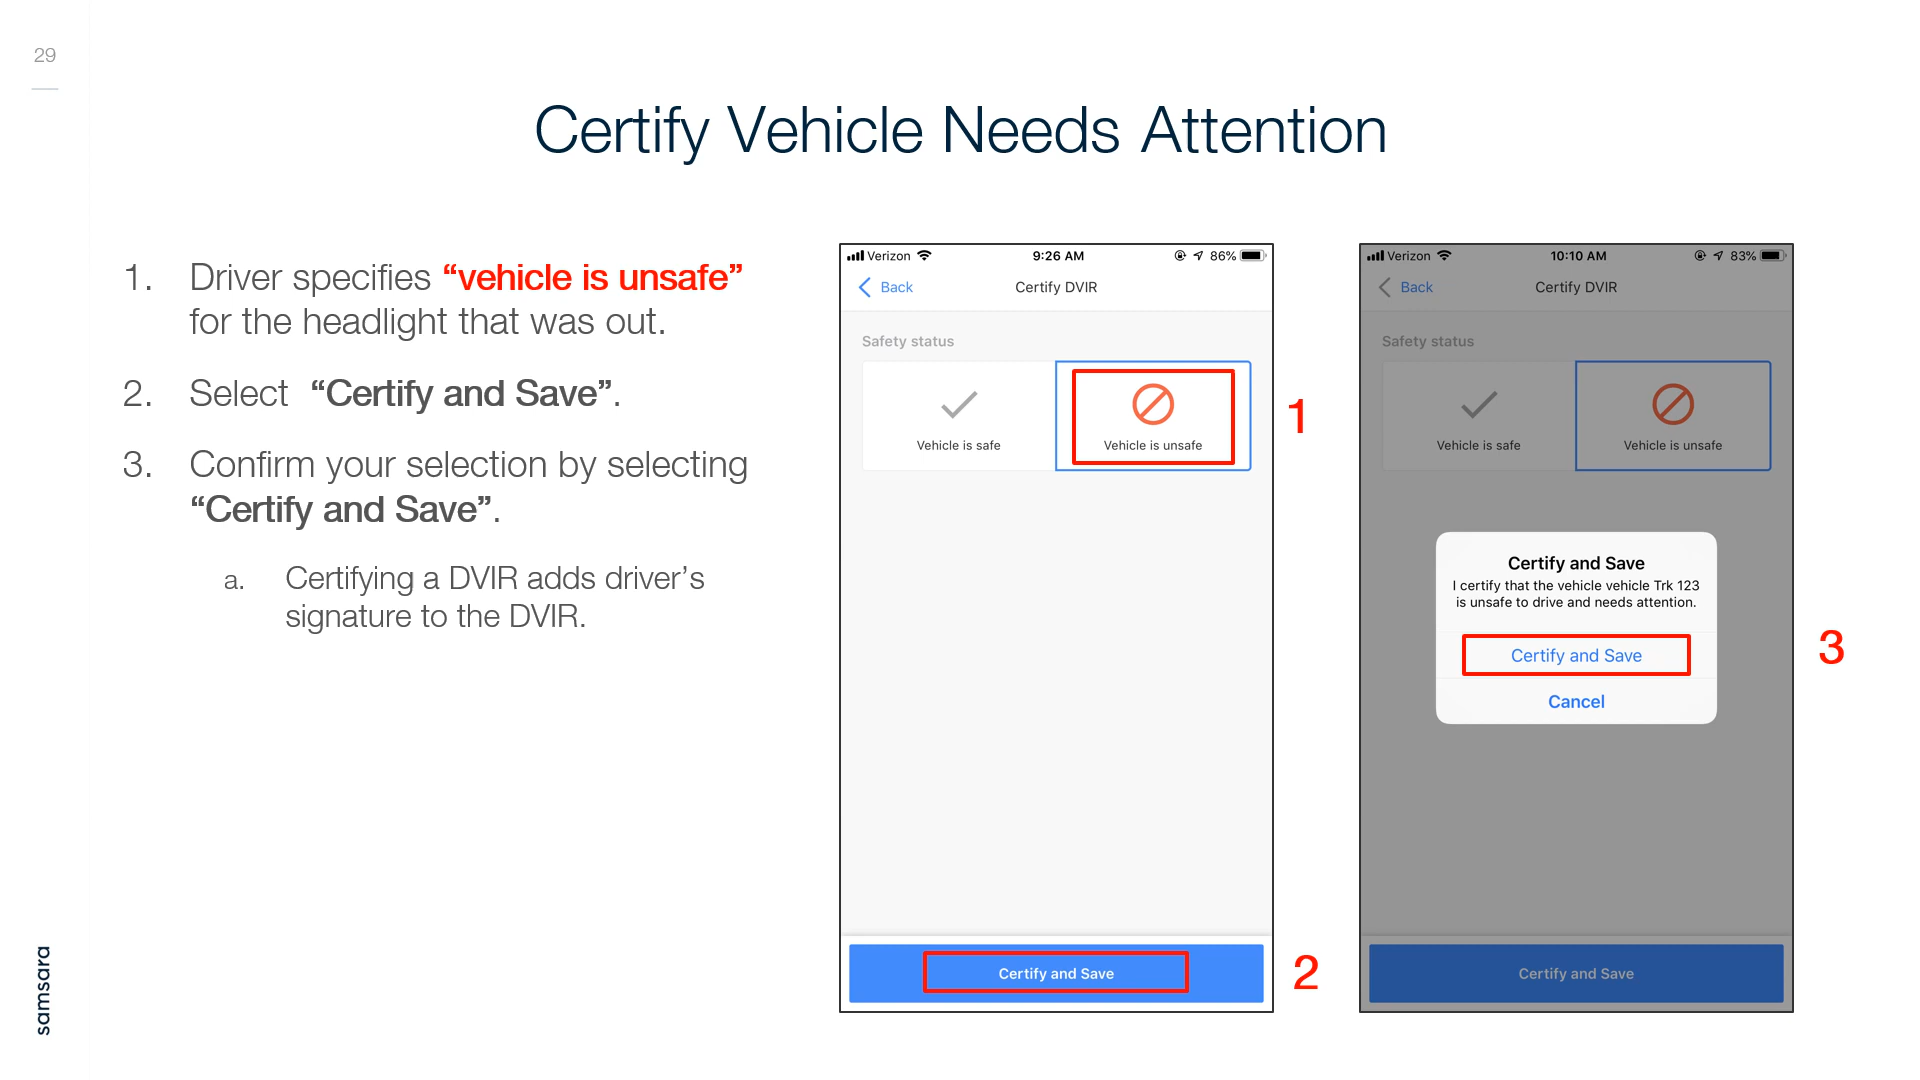 29
Certify Vehicle Needs Attention
1. Driver specifies “vehicle is unsafe”
for the headlight that was out.
2. Select “Certify and Save”.
3. Confirm your selection by selecting
“Certify and Save”.
a. Certifying a DVIR adds driver’s
signature to the DVIR.
Verizon 9:26 AM 86%
Back Certify DVIR
Safety status
Vehicle is safe Vehicle is unsafe
1
Certify and Save
2
Verizon 10:10 AM 83%
Back Certify DVIR
Safety status
Vehicle is safe Vehicle is unsafe
Certify and Save
I certify that the vehicle vehicle Trk 123
is unsafe to drive and needs attention.
Certify and Save
Cancel
3
Certify and Save
samsara